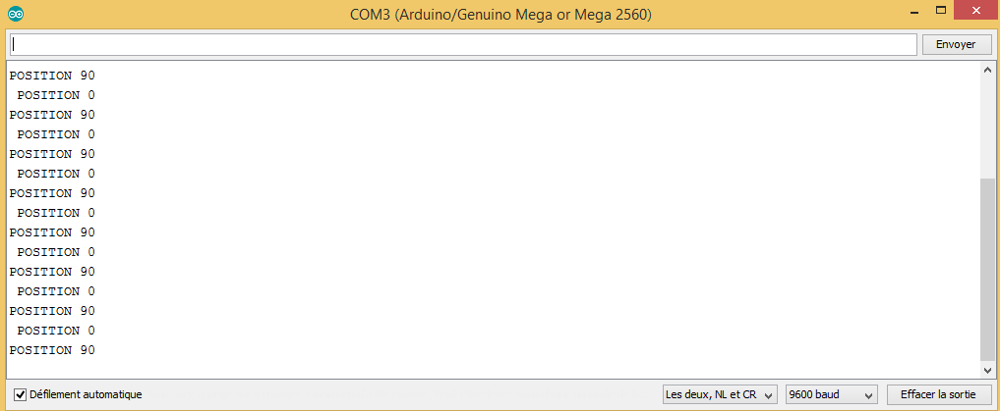 COM3 (Arduino/Genuino Mega or Mega 2560)
Envoyer
POSITION 90
 POSITION 0
POSITION 90
 POSITION 0
POSITION 90
 POSITION 0
POSITION 90
 POSITION 0
POSITION 90
 POSITION 0
POSITION 90
 POSITION 0
POSITION 90
 POSITION 0
POSITION 90
Défilement automatique Les deux, NL et CR 9600 baud Effacer la sortie